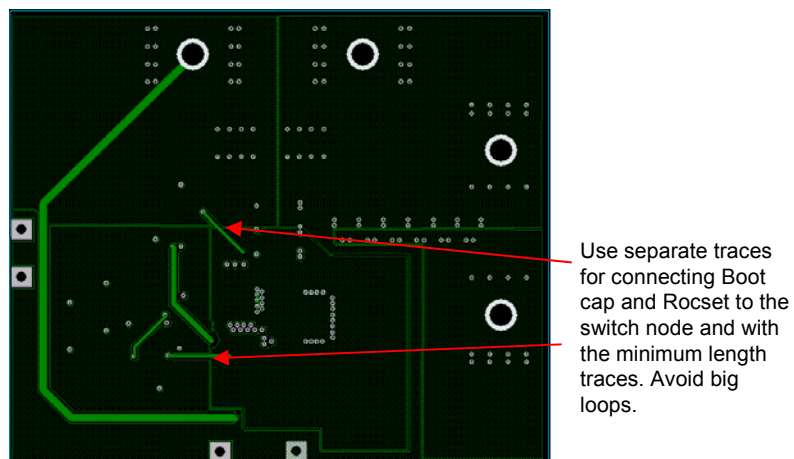 Use separate traces
for connecting Boot
cap and Rocset to the
switch node and with
the minimum length
traces. Avoid big
loops.